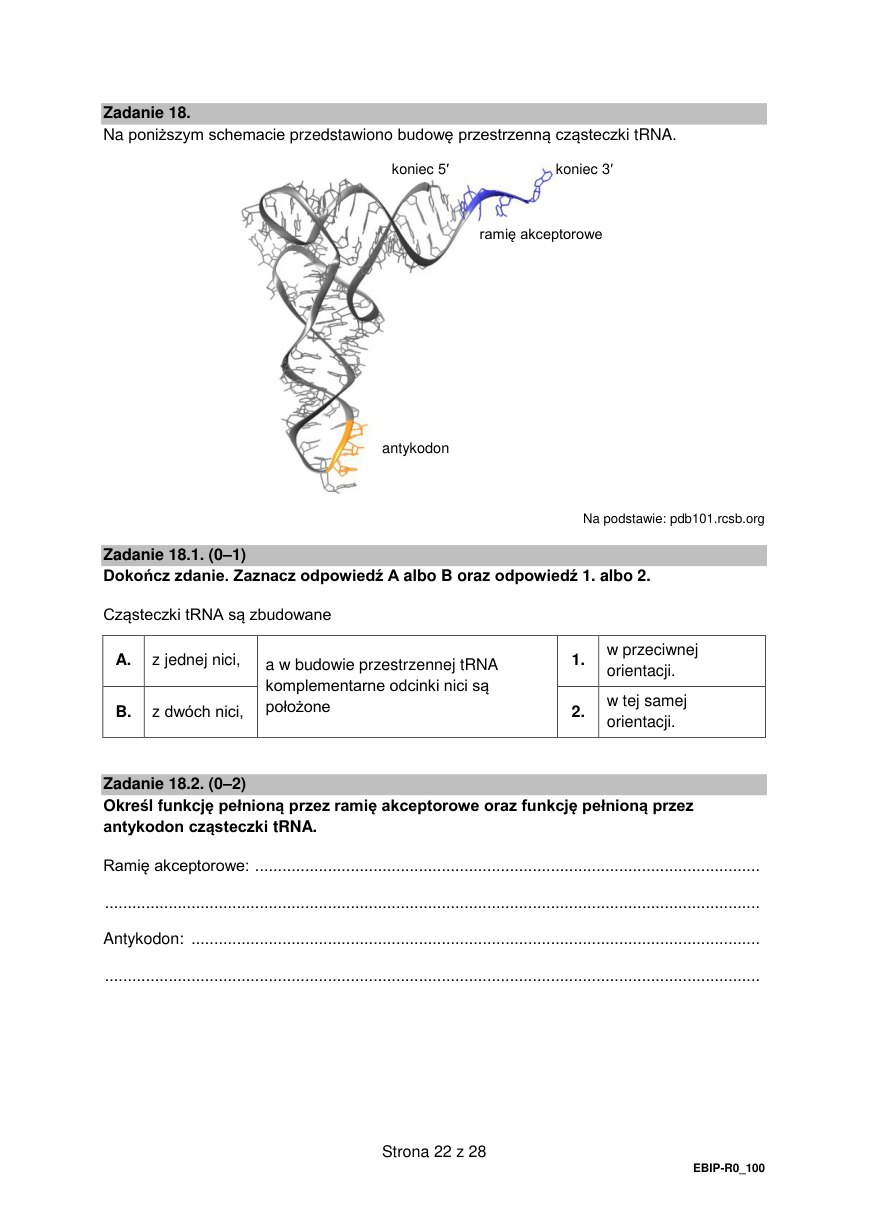 Zadanie 18.
Na poniższym schemacie przedstawiono budowę przestrzenną cząsteczki tRNA.
koniec 5′
koniec 3′
ramię akceptorowe
antykodon
Na podstawie: pdb101.rcsb.org
Zadanie 18.1. (0–1)
Dokończ zdanie. Zaznacz odpowiedź A albo B oraz odpowiedź 1. albo 2.
Cząsteczki tRNA są zbudowane
A.
z jednej nici,
B.
z dwóch nici,
a w budowie przestrzennej tRNA
komplementarne odcinki nici są
położone
1.
w przeciwnej
orientacji.
2.
w tej samej
orientacji.
Zadanie 18.2. (0–2)
Określ funkcję pełnioną przez ramię akceptorowe oraz funkcję pełnioną przez
antykodon cząsteczki tRNA.
Ramię akceptorowe: ................................................................................................................
...................................................................................................................................................
Antykodon: ..............................................................................................................................
...................................................................................................................................................
Strona 22 z 28
EBIP-R0_100